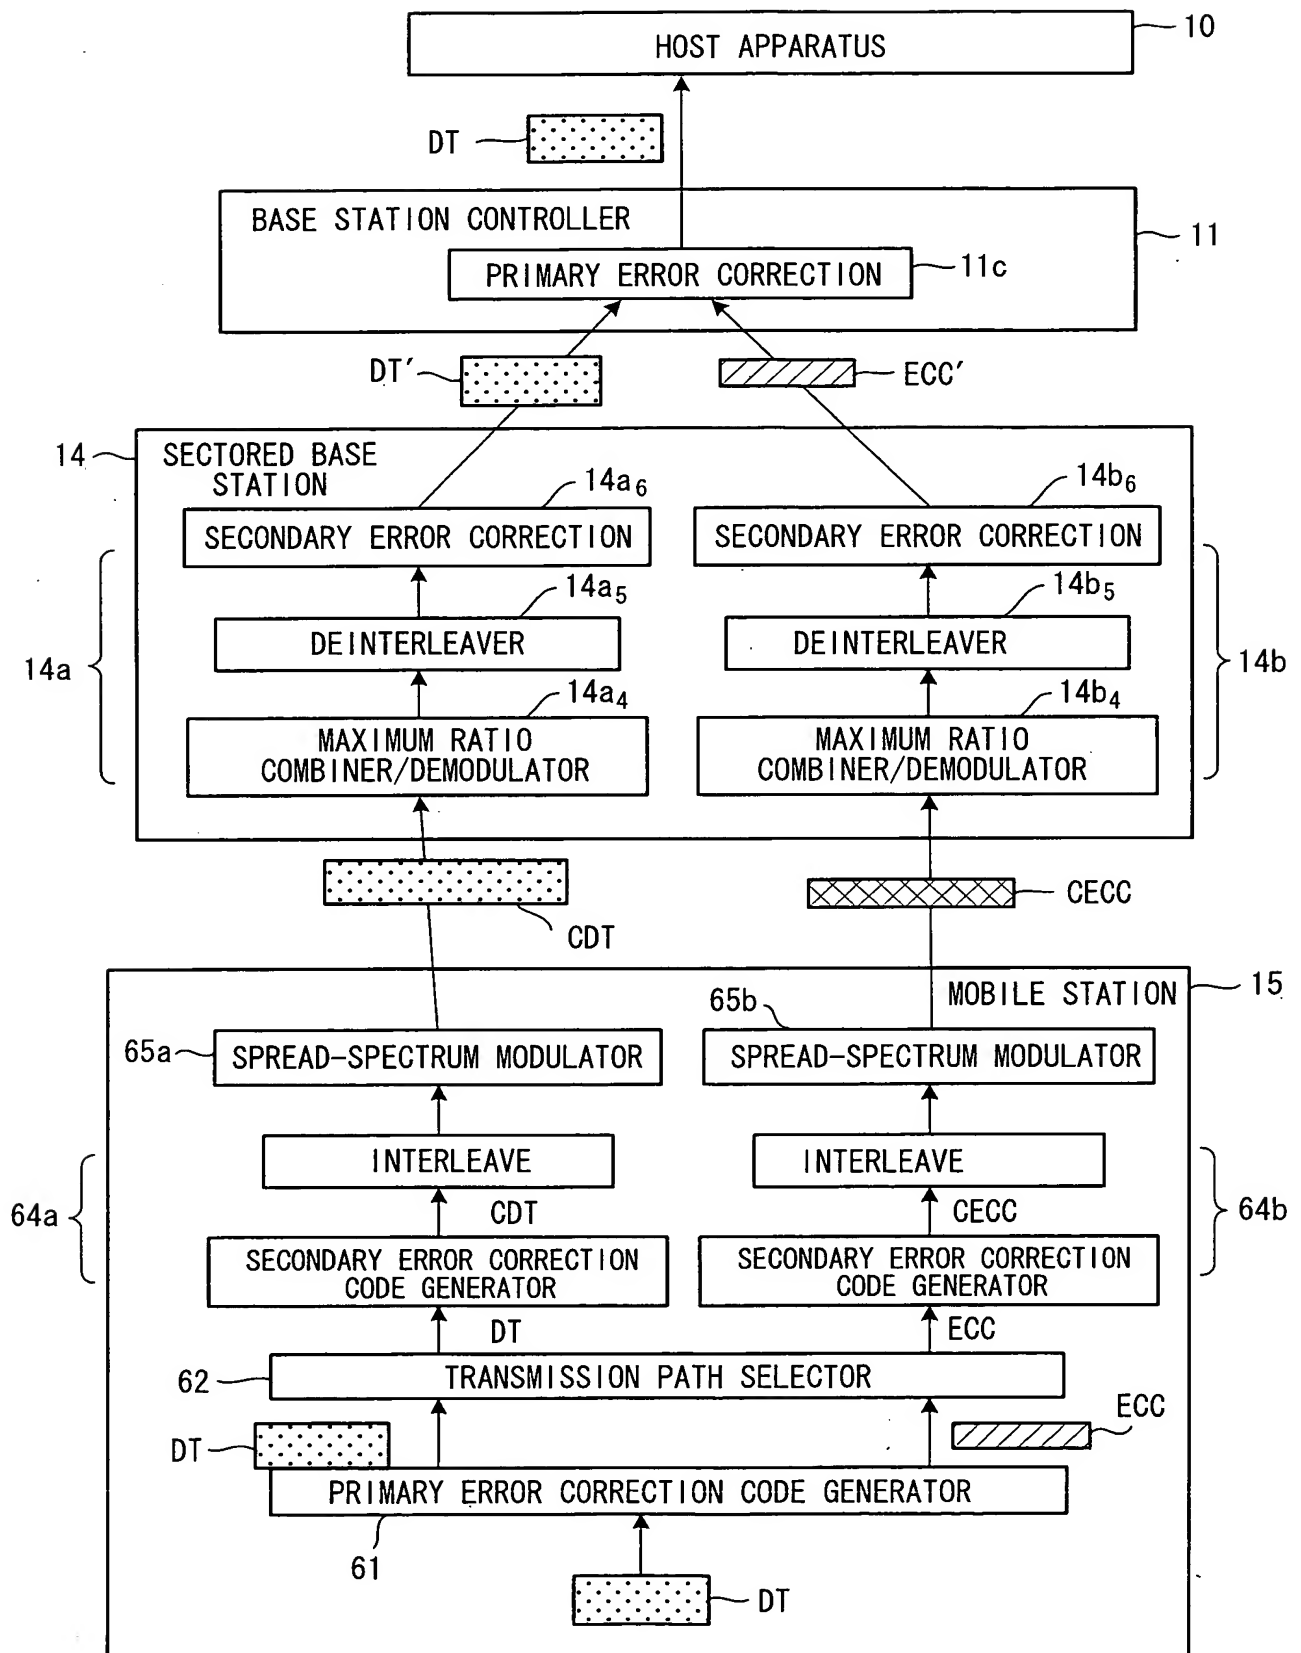 10
HOST APPARATUS
DT
BASE STATION CONTROLLER
11
PRIMARY ERROR CORRECTION
11c
DT′
ECC′
14
SECTORED BASE
STATION
14a6
14b6
SECONDARY ERROR CORRECTION
SECONDARY ERROR CORRECTION
14a5
14b5
DEINTERLEAVER
DEINTERLEAVER
14a
14b
14a4
14b4
MAXIMUM RATIO
COMBINER/DEMODULATOR
MAXIMUM RATIO
COMBINER/DEMODULATOR
CDT
CECC
MOBILE STATION
15
65a
65b
SPREAD-SPECTRUM MODULATOR
SPREAD-SPECTRUM MODULATOR
INTERLEAVE
INTERLEAVE
64a
64b
CDT
CECC
SECONDARY ERROR CORRECTION
CODE GENERATOR
SECONDARY ERROR CORRECTION
CODE GENERATOR
DT
ECC
62
TRANSMISSION PATH SELECTOR
DT
ECC
PRIMARY ERROR CORRECTION CODE GENERATOR
61
DT